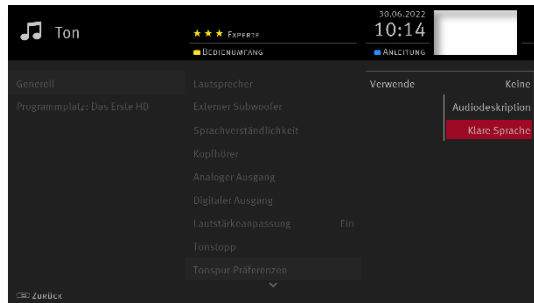 Ton
★ ★ ★ EXPERTE
BEDIENUMFANG
30.06.2022
10:14
ANLEITUNG
Generell
Programmplatz: Das Erste HD
Lautsprecher
Externer Subwoofer
Sprachverständlichkeit
Kopfhörer
Analoger Ausgang
Digitaler Ausgang
Lautstärkeanpassung Ein
Tonstopp
Tonspur-Präferenzen
Verwende Keine
Audiodeskription
Klare Sprache
ZURÜCK